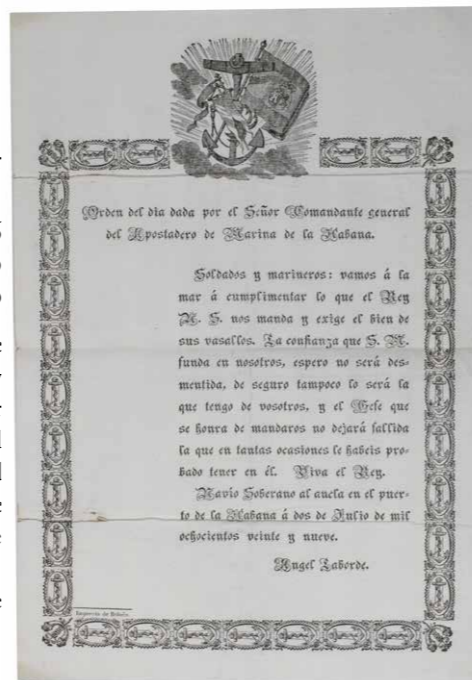 Orden del dia dada por el Señor Comandante general
del Apostadero de Marina de la Habana.
Soldados y marineros: vamos á la
mar á cumplimentar lo que el Rey
N. S. nos manda y exige el bien de
sus vasallos. La confianza que S. M.
funda en nosotros, espero no será des-
mentida, de seguro tampoco lo será la
que tengo de vosotros, y el Gefe que
se honra de mandaros no dejará fallida
la que en tantas ocasiones le habeis pro-
bado tener en él. Viva el Rey.
Navio Soberano al ancla en el puer-
to de la Habana á dos de Julio de mil
ochocientos veinte y nueve.
Angel Laborde.
Imprenta de Boloña.